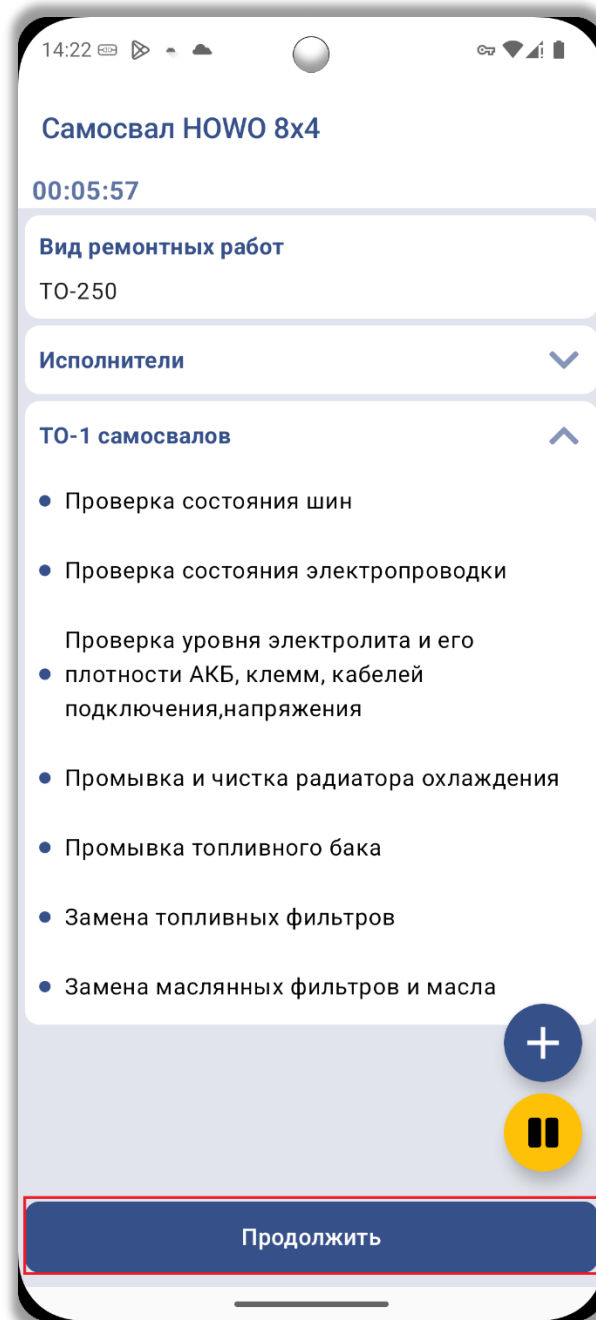 14:22
Самосвал HOWO 8x4
00:05:57
Вид ремонтных работ
ТО-250
Исполнители
ТО-1 самосвалов
Проверка состояния шин
Проверка состояния электропроводки
Проверка уровня электролита и его
плотности АКБ, клемм, кабелей
подключения,напряжения
Промывка и чистка радиатора охлаждения
Промывка топливного бака
Замена топливных фильтров
Замена маслянных фильтров и масла
Продолжить